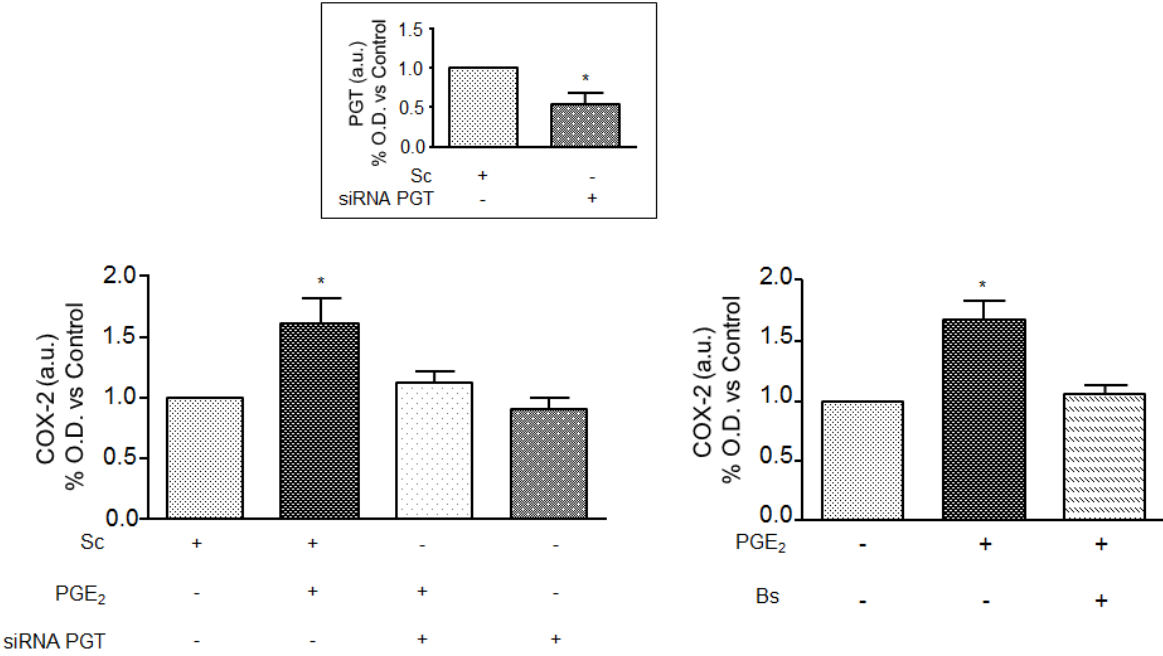 PGT (a.u.)
% O.D. vs Control
1.5
1.0
0.5
0.0
*
Sc + -
siRNA PGT - +
COX-2 (a.u.)
% O.D. vs Control
2.0
1.5
1.0
0.5
0.0
*
Sc + + - -
PGE₂ - + + -
siRNA PGT - - + +
COX-2 (a.u.)
% O.D. vs Control
2.0
1.5
1.0
0.5
0.0
*
PGE₂ - + +
Bs - - +